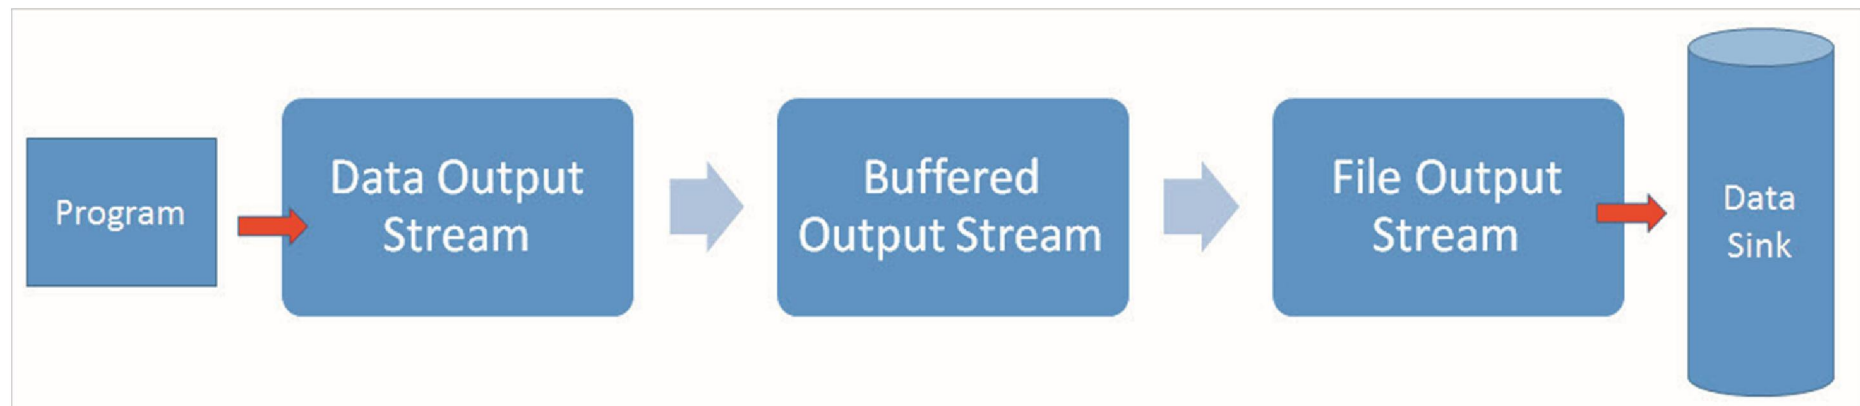 Program
Data Output
Stream
Buffered
Output Stream
File Output
Stream
Data
Sink